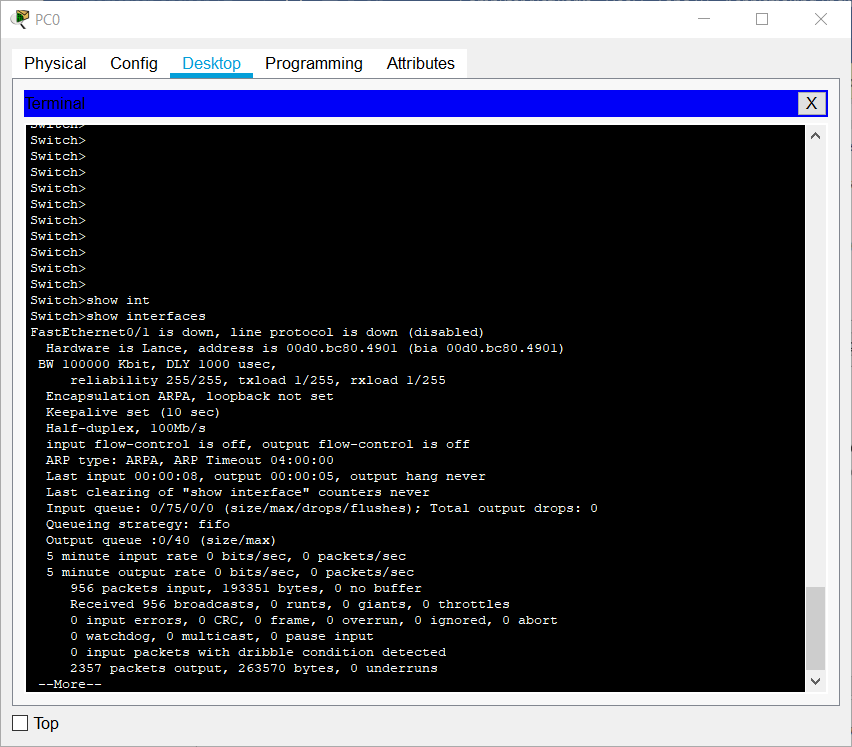 PC0
Physical Config Desktop Programming Attributes
Terminal X
Switch>
Switch>
Switch>
Switch>
Switch>
Switch>
Switch>
Switch>
Switch>
Switch>
Switch>
Switch>show int
Switch>show interfaces
FastEthernet0/1 is down, line protocol is down (disabled)
Hardware is Lance, address is 00d0.bc80.4901 (bia 00d0.bc80.4901)
BW 100000 Kbit, DLY 1000 usec,
reliability 255/255, txload 1/255, rxload 1/255
Encapsulation ARPA, loopback not set
Keepalive set (10 sec)
Half-duplex, 100Mb/s
input flow-control is off, output flow-control is off
ARP type: ARPA, ARP Timeout 04:00:00
Last input 00:00:08, output 00:00:05, output hang never
Last clearing of "show interface" counters never
Input queue: 0/75/0/0 (size/max/drops/flushes); Total output drops: 0
Queueing strategy: fifo
Output queue :0/40 (size/max)
5 minute input rate 0 bits/sec, 0 packets/sec
5 minute output rate 0 bits/sec, 0 packets/sec
956 packets input, 193351 bytes, 0 no buffer
Received 956 broadcasts, 0 runts, 0 giants, 0 throttles
0 input errors, 0 CRC, 0 frame, 0 overrun, 0 ignored, 0 abort
0 watchdog, 0 multicast, 0 pause input
0 input packets with dribble condition detected
2357 packets output, 263570 bytes, 0 underruns
--More--
Top